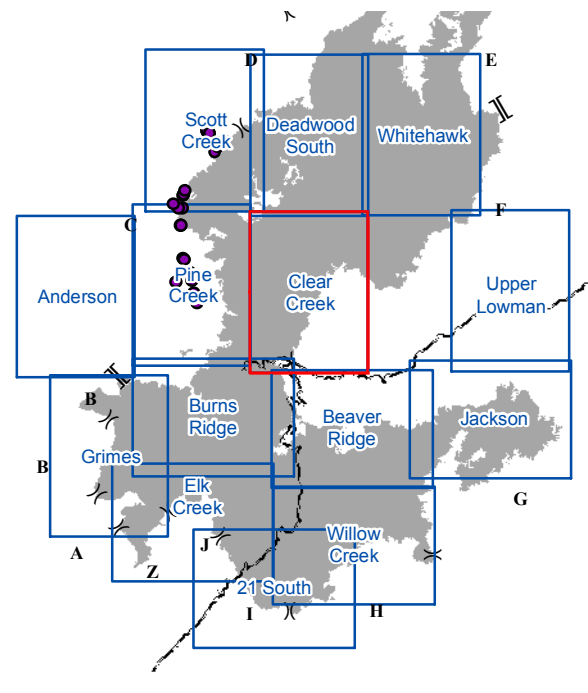 D
E
Scott
Creek
Deadwood
South
Whitehawk
C
F
Anderson
Pine
Creek
Clear
Creek
Upper
Lowman
B
Burns
Ridge
Beaver
Ridge
Jackson
B
Grimes
Elk
Creek
G
A
Z
J
Willow
Creek
21 South
I
H